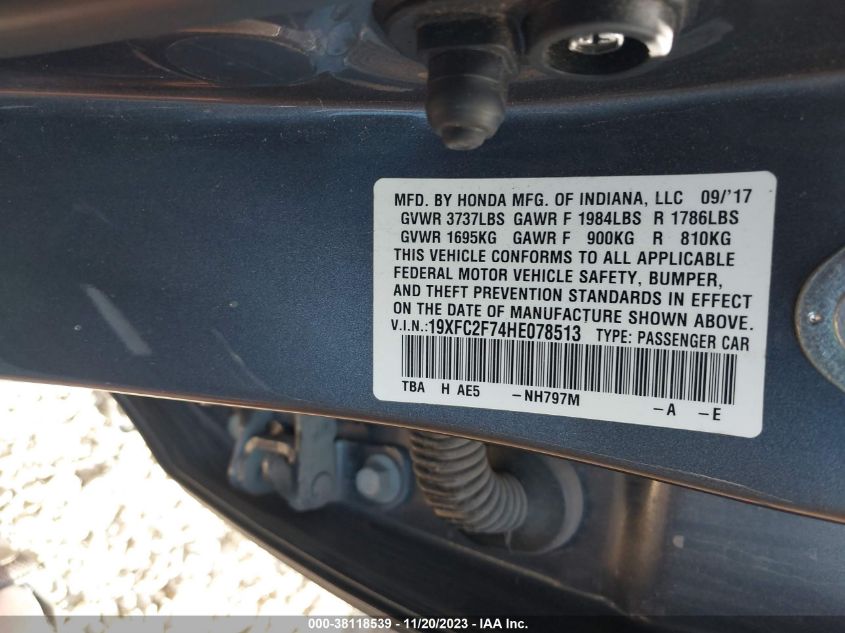 MFD. BY HONDA MFG. OF INDIANA, LLC 09/'17
GVWR 3737LBS GAWR F 1984LBS R 1786LBS
GVWR 1695KG GAWR F 900KG R 810KG
THIS VEHICLE CONFORMS TO ALL APPLICABLE
FEDERAL MOTOR VEHICLE SAFETY, BUMPER,
AND THEFT PREVENTION STANDARDS IN EFFECT
ON THE DATE OF MANUFACTURE SHOWN ABOVE.
V.I.N.:19XFC2F74HE078513 TYPE: PASSENGER CAR
TBA H AE5 -NH797M -A -E
000-38118539 - 11/20/2023 - IAA Inc.